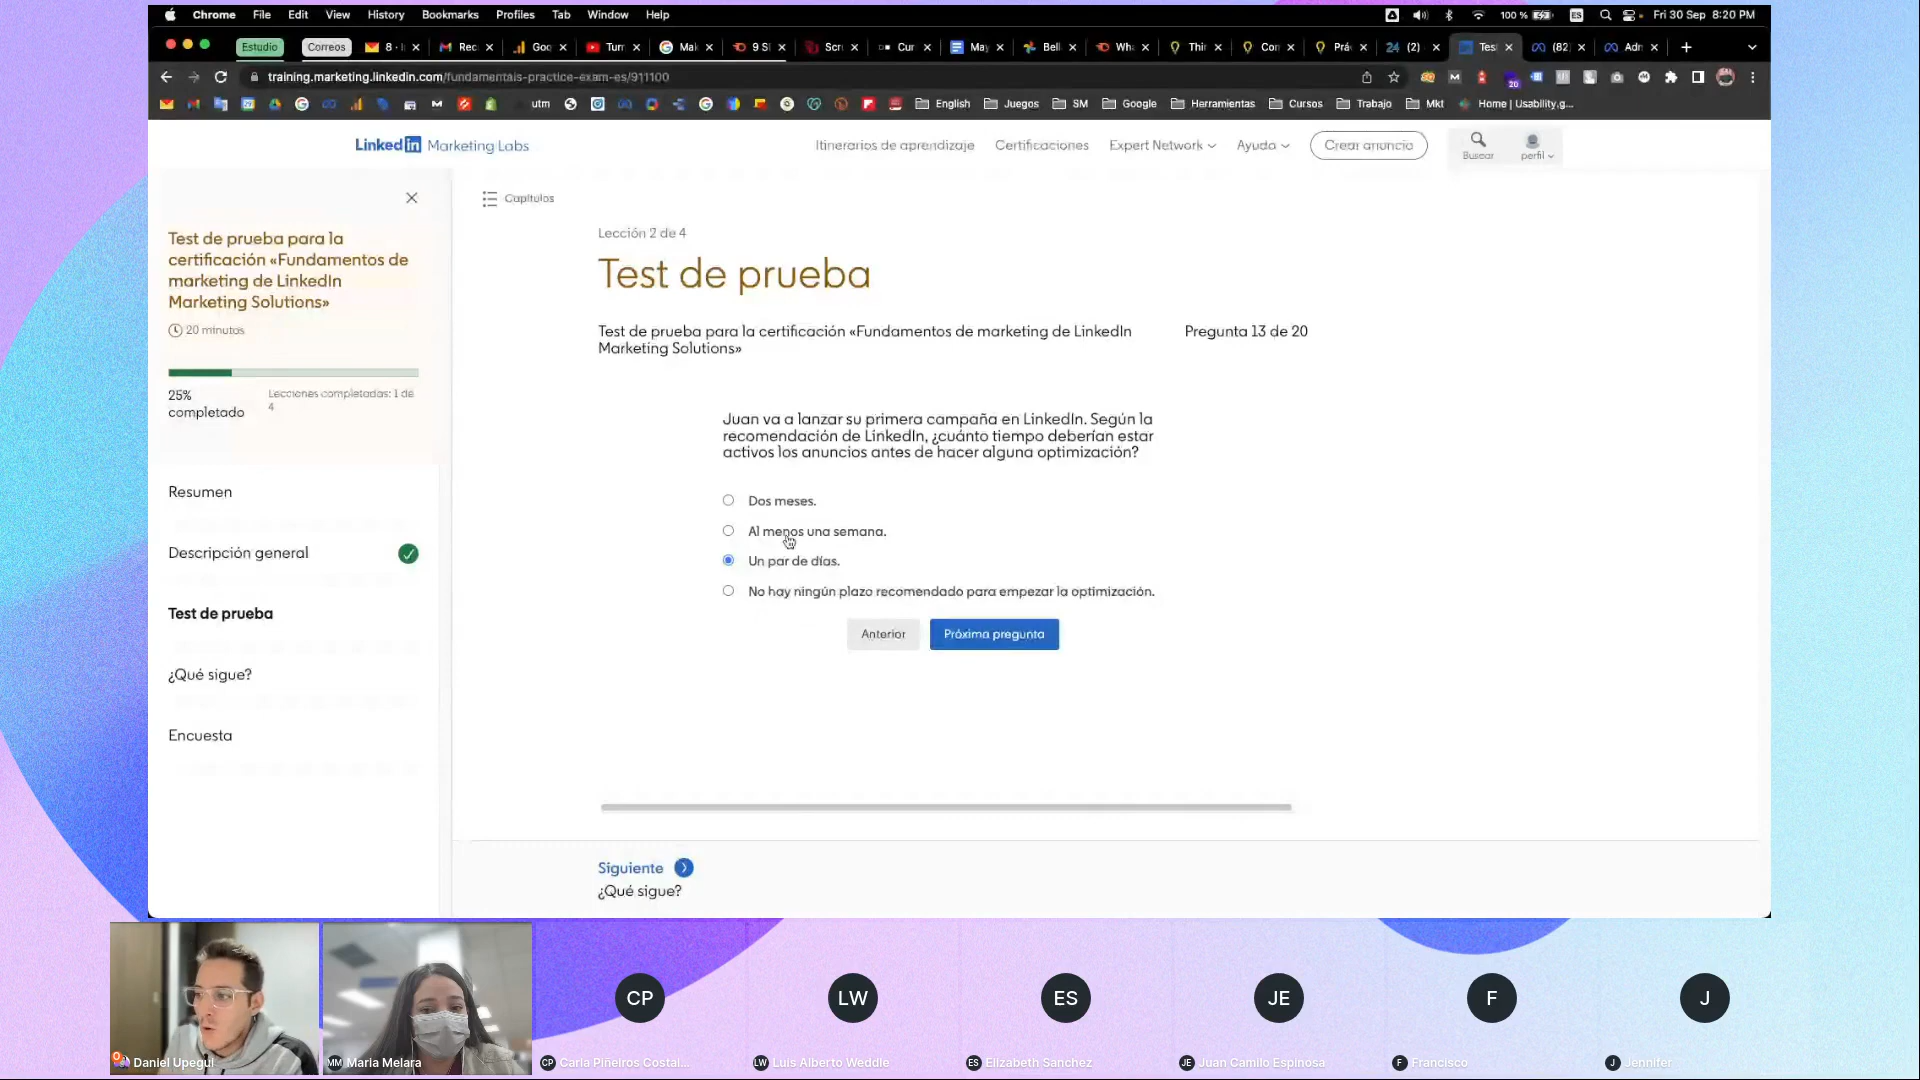 Chrome File Edit View History Bookmarks Profiles Tab Window Help
100 % ES Fri 30 Sep 8:20 PM
Estudio Correos
training.marketing.linkedin.com/fundamentals-practice-exam-es/911100
utm English Juegos SM Google Herramientas Cursos Trabajo Mkt Home | Usability.g...
Linked in Marketing Labs
Itinerarios de aprendizaje Certificaciones Expert Network Ayuda Crear anuncio Buscar perfil
Capítulos
Test de prueba para la
certificación «Fundamentos de
marketing de LinkedIn
Marketing Solutions»
20 minutos
25%
completado
Lecciones completadas: 1 de
4
Resumen
Descripción general
Test de prueba
¿Qué sigue?
Encuesta
Lección 2 de 4
Test de prueba
Test de prueba para la certificación «Fundamentos de marketing de LinkedIn
Marketing Solutions»
Pregunta 13 de 20
Juan va a lanzar su primera campaña en LinkedIn. Según la
recomendación de LinkedIn, ¿cuánto tiempo deberían estar
activos los anuncios antes de hacer alguna optimización?
Dos meses.
Al menos una semana.
Un par de días.
No hay ningún plazo recomendado para empezar la optimización.
Anterior Próxima pregunta
Siguiente
¿Qué sigue?
CP LW ES JE F J
Daniel Upegui
MM Maria Melara
CP Carla Piñeiros Costal...
LW Luis Alberto Weddle
ES Elizabeth Sanchez
JE Juan Camilo Espinosa
F Francisco
J Jennifer